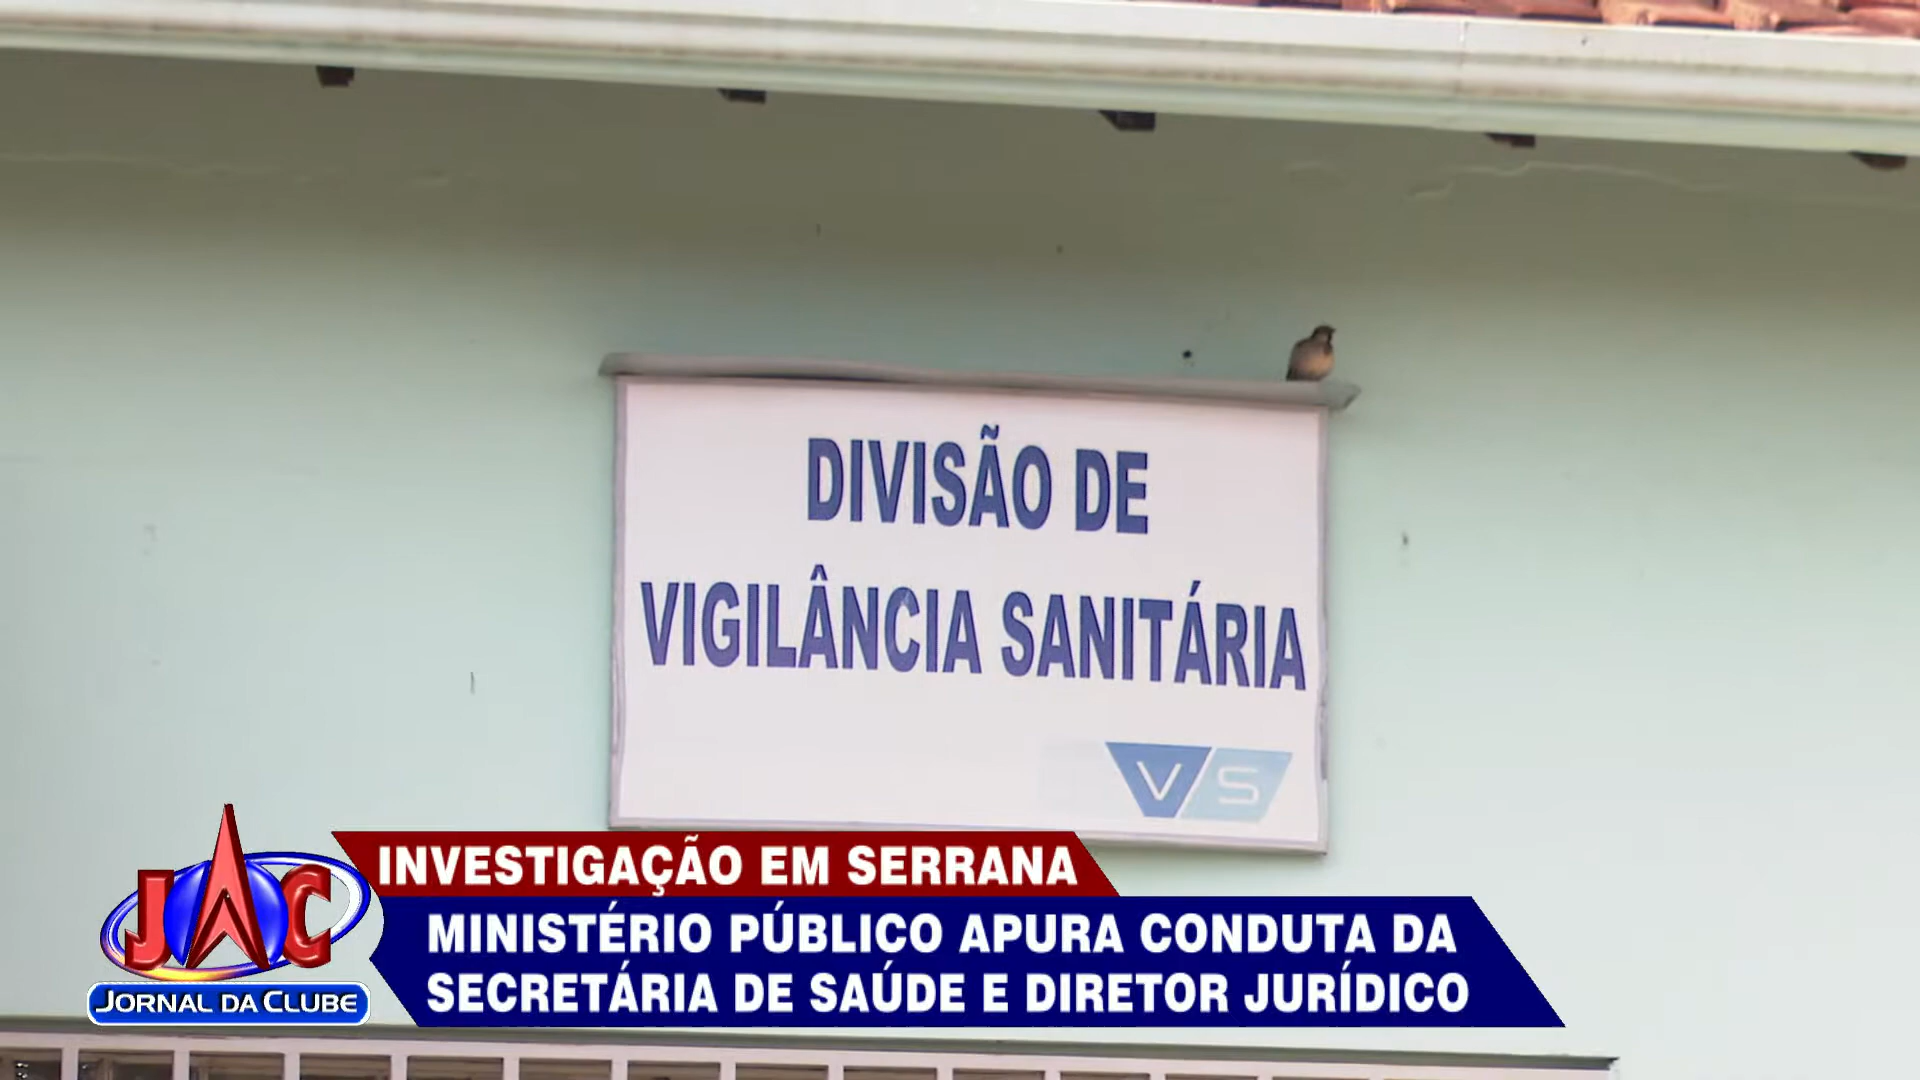 DIVISÃO DE
VIGILÂNCIA SANITÁRIA
VS
INVESTIGAÇÃO EM SERRANA
MINISTÉRIO PÚBLICO APURA CONDUTA DA
SECRETÁRIA DE SAÚDE E DIRETOR JURÍDICO
JAC
JORNAL DA CLUBE